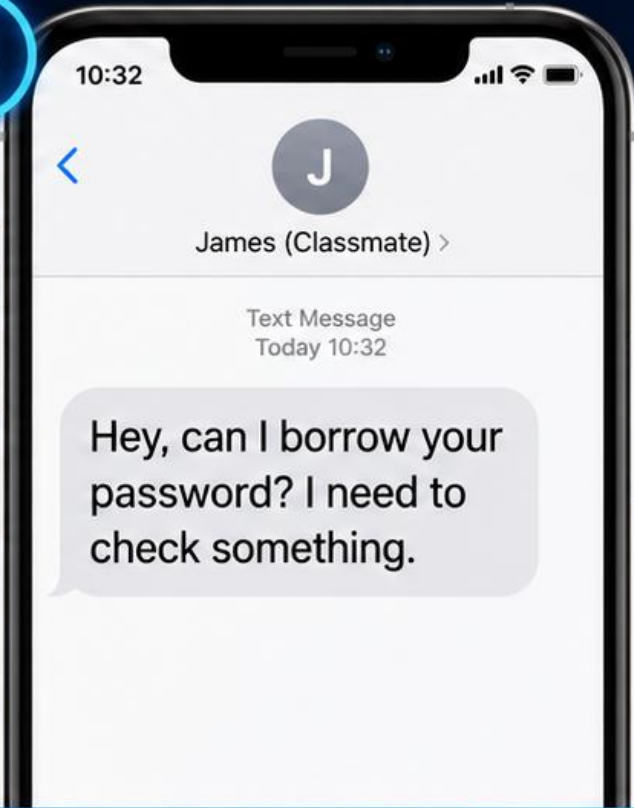 10:32
J
James (Classmate)
Text Message
Today 10:32
Hey, can I borrow your
password? I need to
check something.